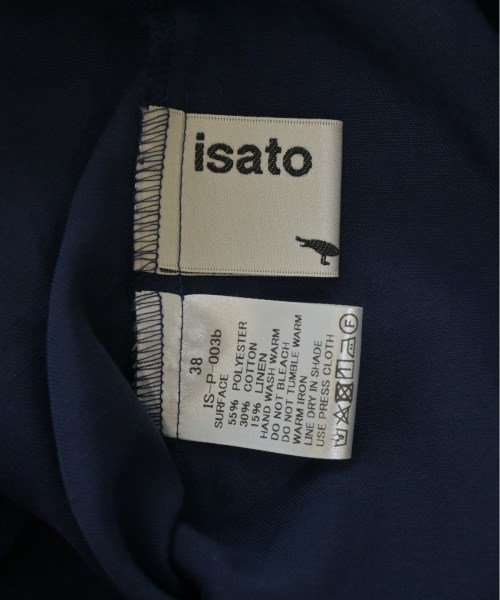 isato
38
IS-P 003b
SURFACE
55% POLYESTER
30% COTTON
15% LINEN
HAND WASH WARM
DO NOT BLEACH
DO NOT TUMBLE WARM
WARM IRON
LINE DRY IN SHADE
USE PRESS CLOTH
F